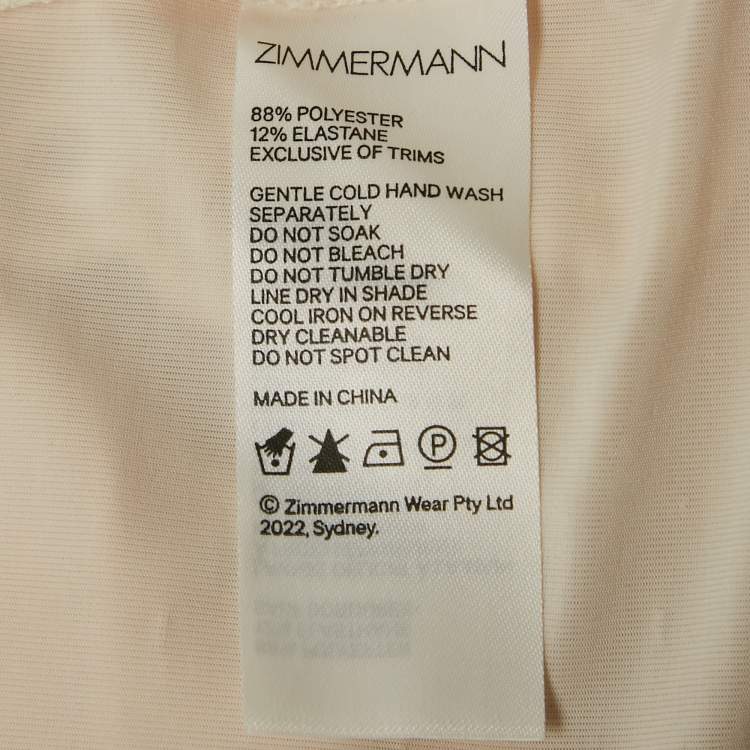 ZIMMERMANN
88% POLYESTER
12% ELASTANE
EXCLUSIVE OF TRIMS
GENTLE COLD HAND WASH
SEPARATELY
DO NOT SOAK
DO NOT BLEACH
DO NOT TUMBLE DRY
LINE DRY IN SHADE
COOL IRON ON REVERSE
DRY CLEANABLE
DO NOT SPOT CLEAN
MADE IN CHINA
P
© Zimmermann Wear Pty Ltd
2022, Sydney.